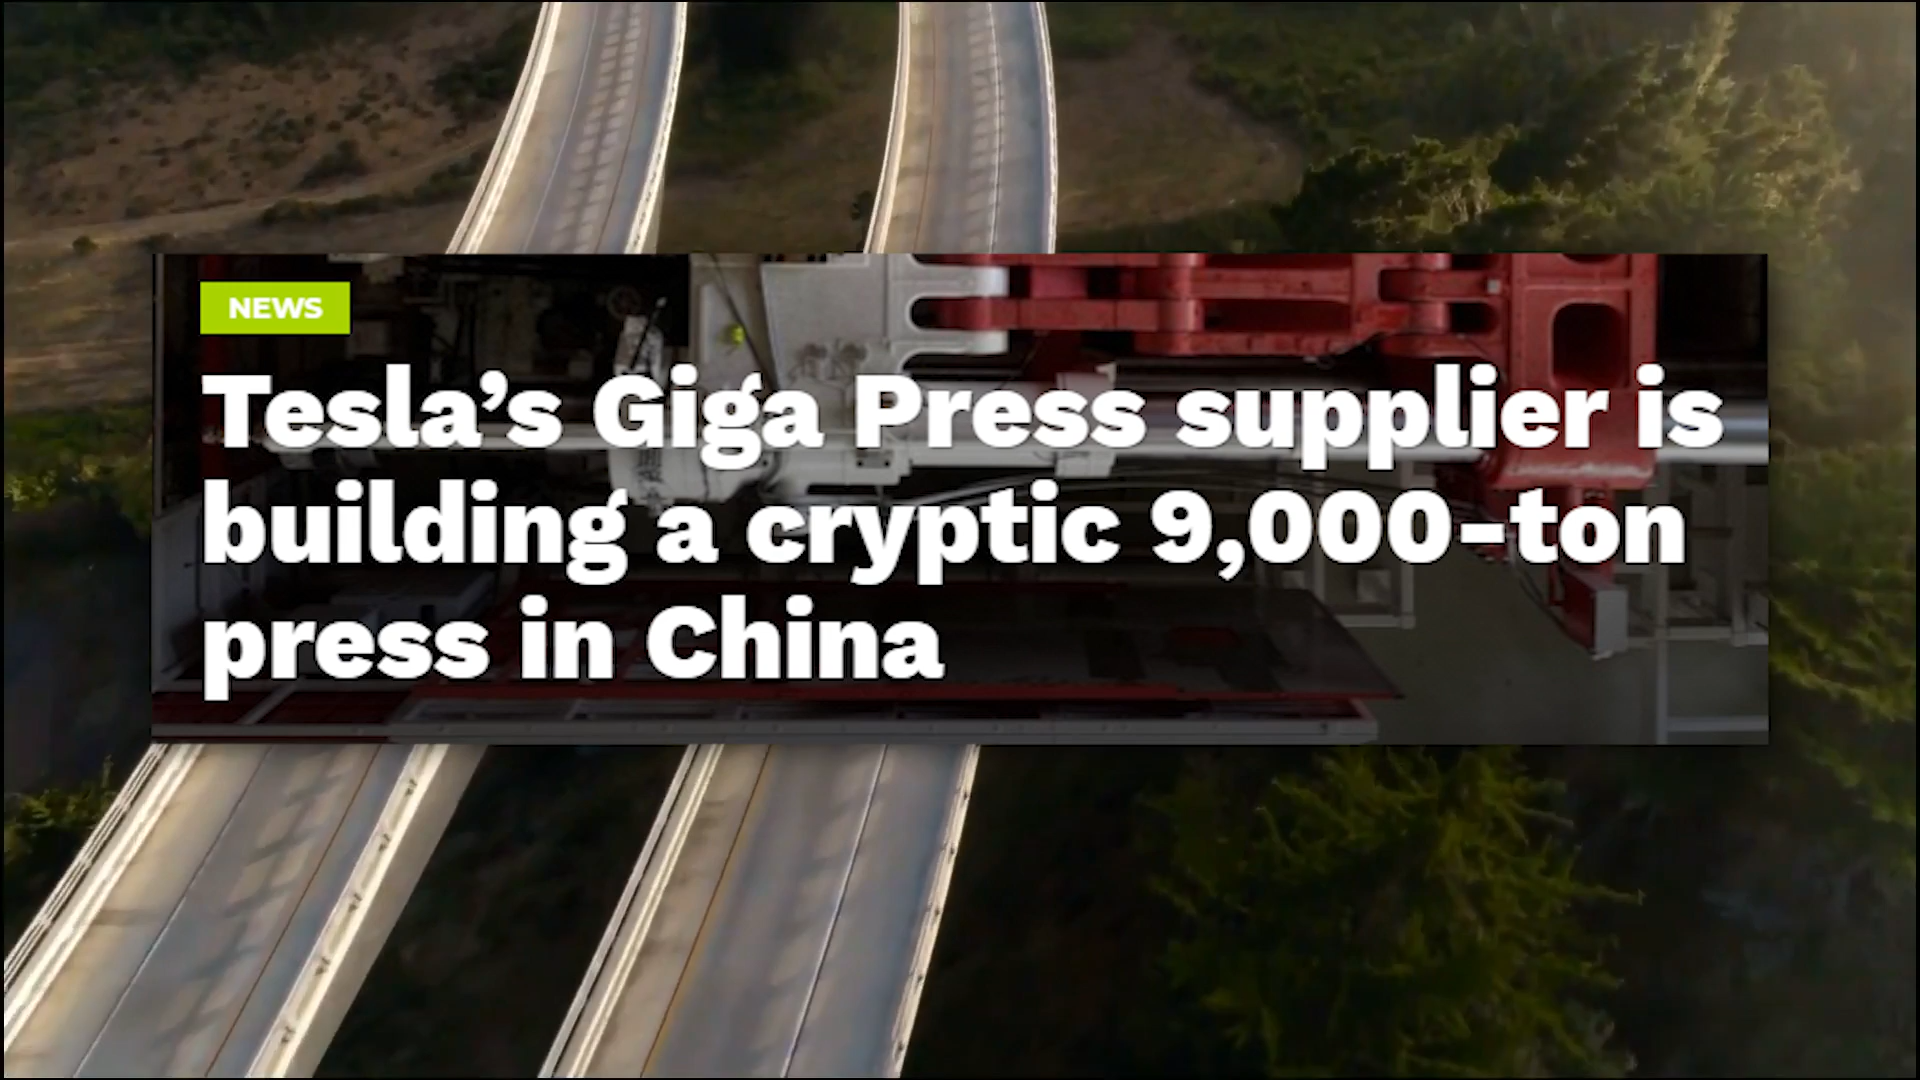 NEWS
Tesla’s Giga Press supplier is
building a cryptic 9,000-ton
press in China